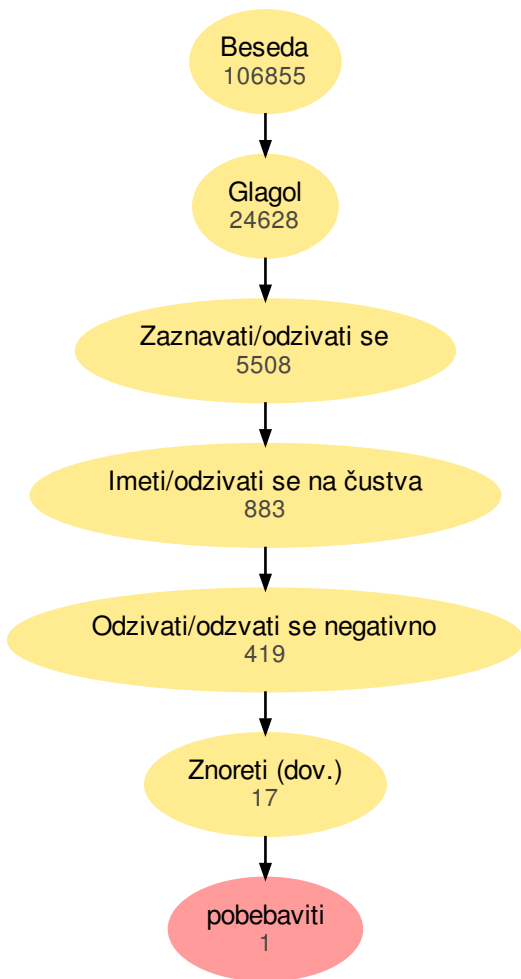 Beseda
106855
Glagol
24628
Zaznavati/odzivati se
5508
Imeti/odzivati se na čustva
883
Odzivati/odzvati se negativno
419
Znoreti (dov.)
17
pobebaviti
1